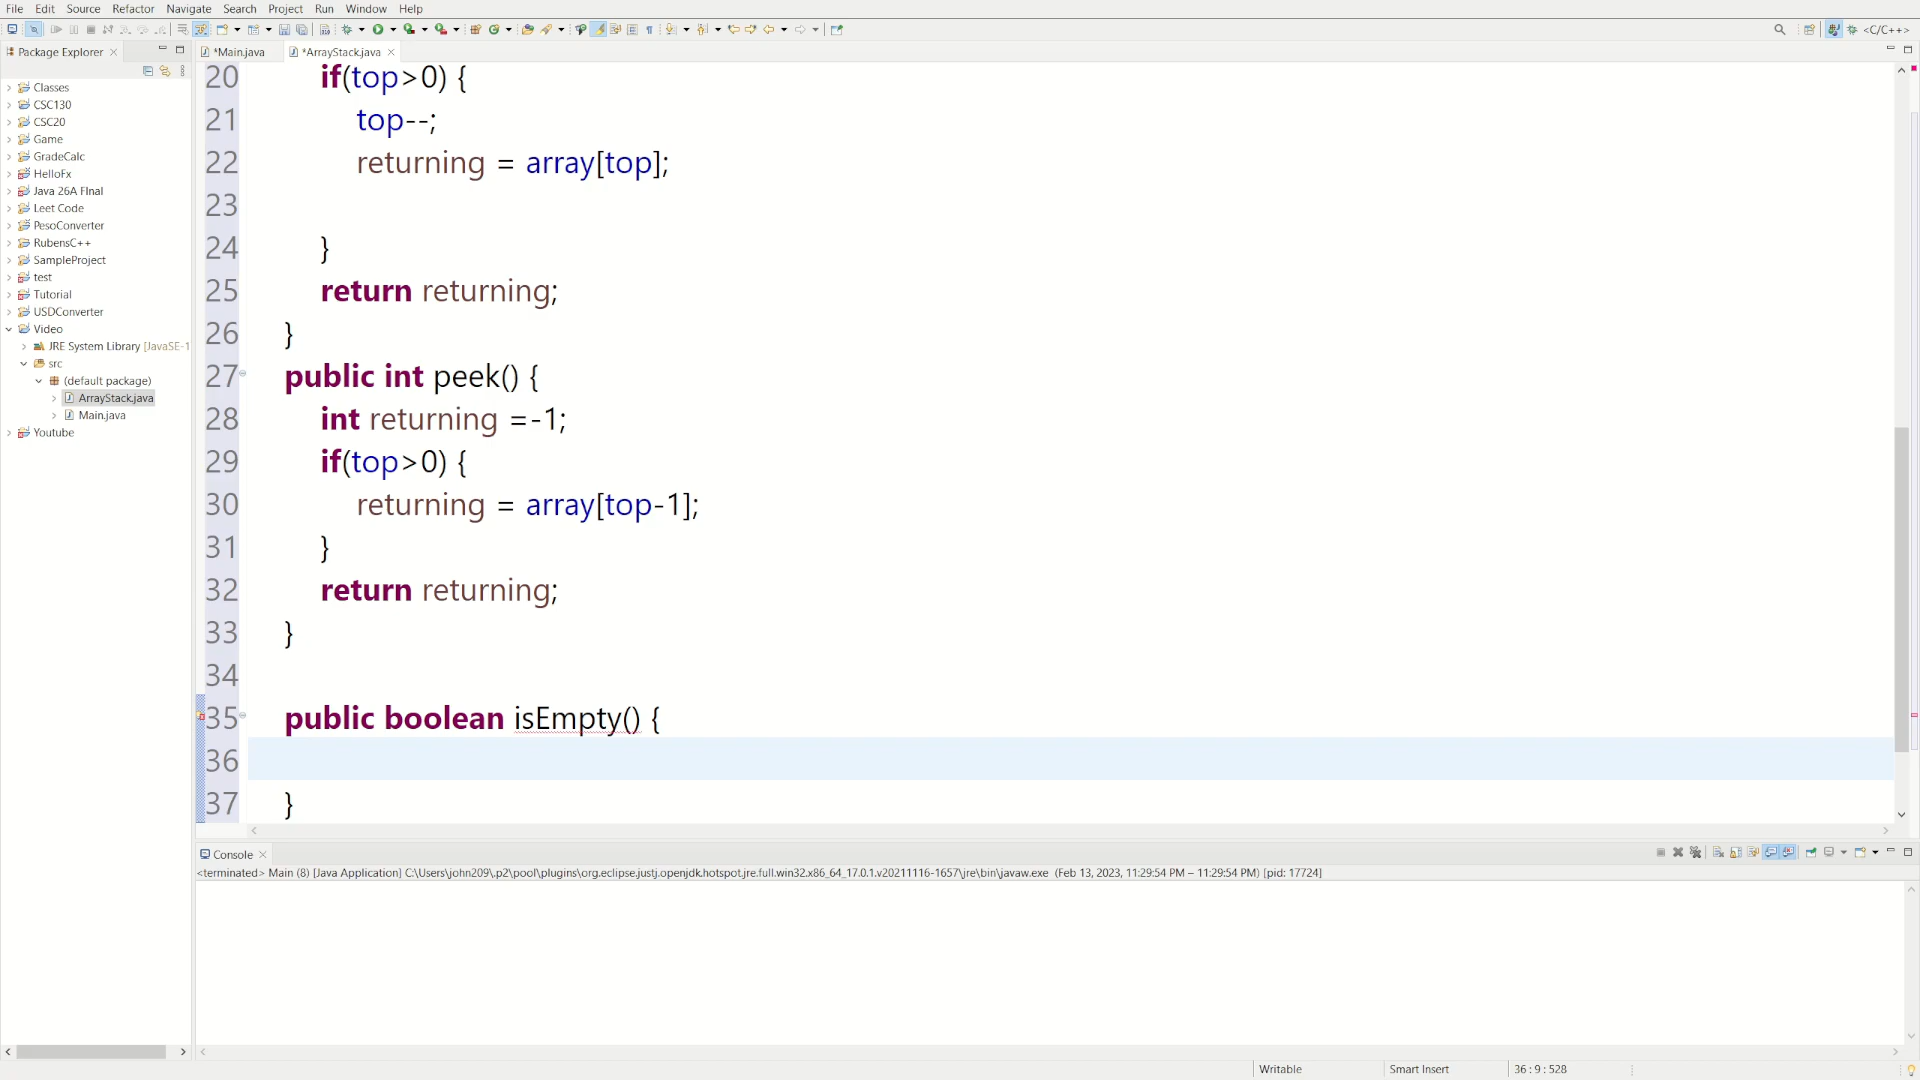 File Edit Source Refactor Navigate Search Project Run Window Help
<C/C++>
Package Explorer
*Main.java
*ArrayStack.java
Classes
CSC130
CSC20
Game
GradeCalc
HelloFx
Java 26A FInal
Leet Code
PesoConverter
RubensC++
SampleProject
test
Tutorial
USDConverter
Video
JRE System Library [JavaSE-1
src
(default package)
ArrayStack.java
Main.java
Youtube
20 if(top>0) {
21 top--;
22 returning = array[top];
23
24 }
25 return returning;
26 }
27 public int peek() {
28 int returning =-1;
29 if(top>0) {
30 returning = array[top-1];
31 }
32 return returning;
33 }
34
35 public boolean isEmpty() {
36
37 }
Console
<terminated> Main (8) [Java Application] C:\Users\john209\.p2\pool\plugins\org.eclipse.justj.openjdk.hotspot.jre.full.win32.x86_64_17.0.1.v20211116-1657\jre\bin\javaw.exe (Feb 13, 2023, 11:29:54 PM – 11:29:54 PM) [pid: 17724]
Writable Smart Insert 36 : 9 : 528